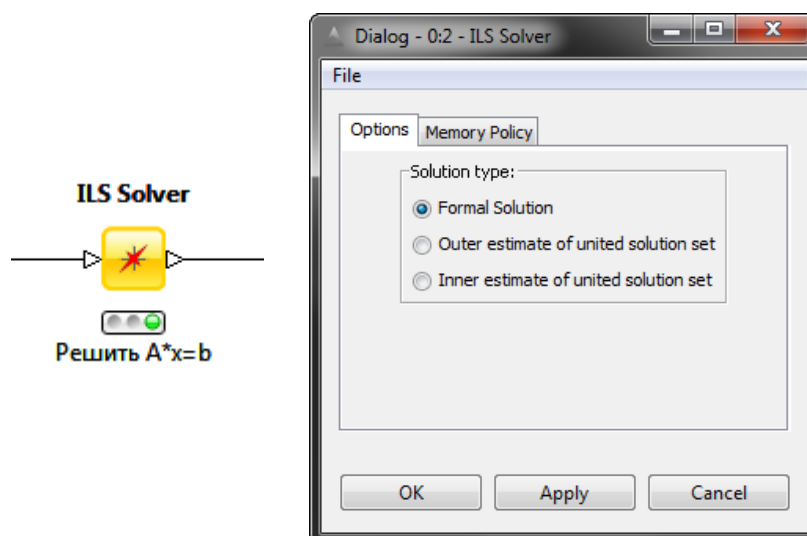 ILS Solver
Решить A*x=b
Dialog - 0:2 - ILS Solver
File
Options
Memory Policy
Solution type:
Formal Solution
Outer estimate of united solution set
Inner estimate of united solution set
OK
Apply
Cancel